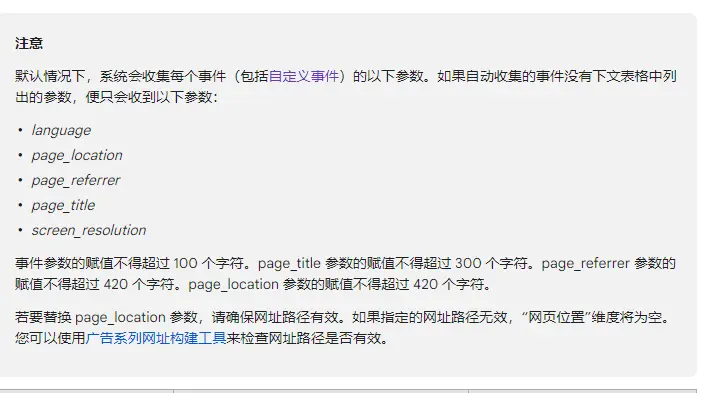 注意
默认情况下，系统会收集每个事件（包括自定义事件）的以下参数。如果自动收集的事件没有下文表格中列
出的参数，便只会收到以下参数：
• language
• page_location
• page_referrer
• page_title
• screen_resolution
事件参数的赋值不得超过 100 个字符。page_title 参数的赋值不得超过 300 个字符。page_referrer 参数的
赋值不得超过 420 个字符。page_location 参数的赋值不得超过 420 个字符。
若要替换 page_location 参数，请确保网址路径有效。如果指定的网址路径无效，“网页位置”维度将为空。
您可以使用广告系列网址构建工具来检查网址路径是否有效。